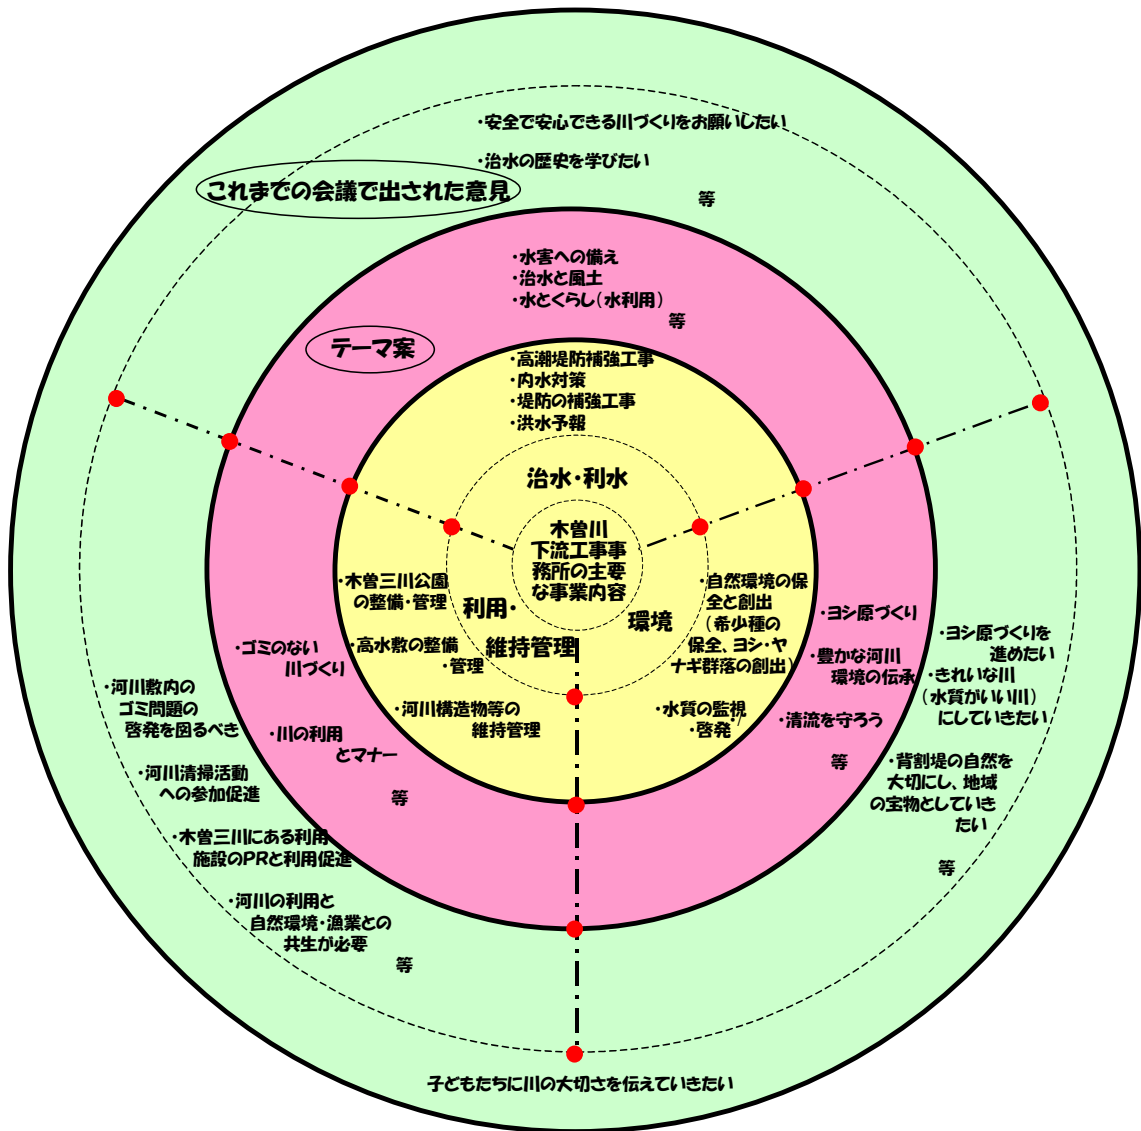 ・安全で安心できる川づくりをお願いしたい
・治水の歴史を学びたい
等
これまでの会議で出された意見
・水害への備え
・治水と風土
・水とくらし（水利用）
等
テーマ案
・高潮堤防補強工事
・内水対策
・堤防の補強工事
・洪水予報
治水・利水
木曽川
下流工事事
務所の主要
な事業内容
利用・
維持管理
環境
・木曽三川公園
の整備・管理
・高水敷の整備
・管理
・河川構造物等の
維持管理
・自然環境の保
全と創出
（希少種の
保全、ヨシ・ヤ
ナギ群落の創出）
・水質の監視
・啓発
・ゴミのない
川づくり
・川の利用
とマナー
等
・ヨシ原づくり
・豊かな河川
環境の伝承
・清流を守ろう
等
・河川敷内の
ゴミ問題の
啓発を図るべき
・河川清掃活動
への参加促進
・木曽三川にある利用
施設のPRと利用促進
・河川の利用と
自然環境・漁業との
共生が必要
等
・ヨシ原づくりを
進めたい
・きれいな川
（水質がいい川）
にしていきたい
・背割堤の自然を
大切にし、地域
の宝物としていき
たい
等
子どもたちに川の大切さを伝えていきたい